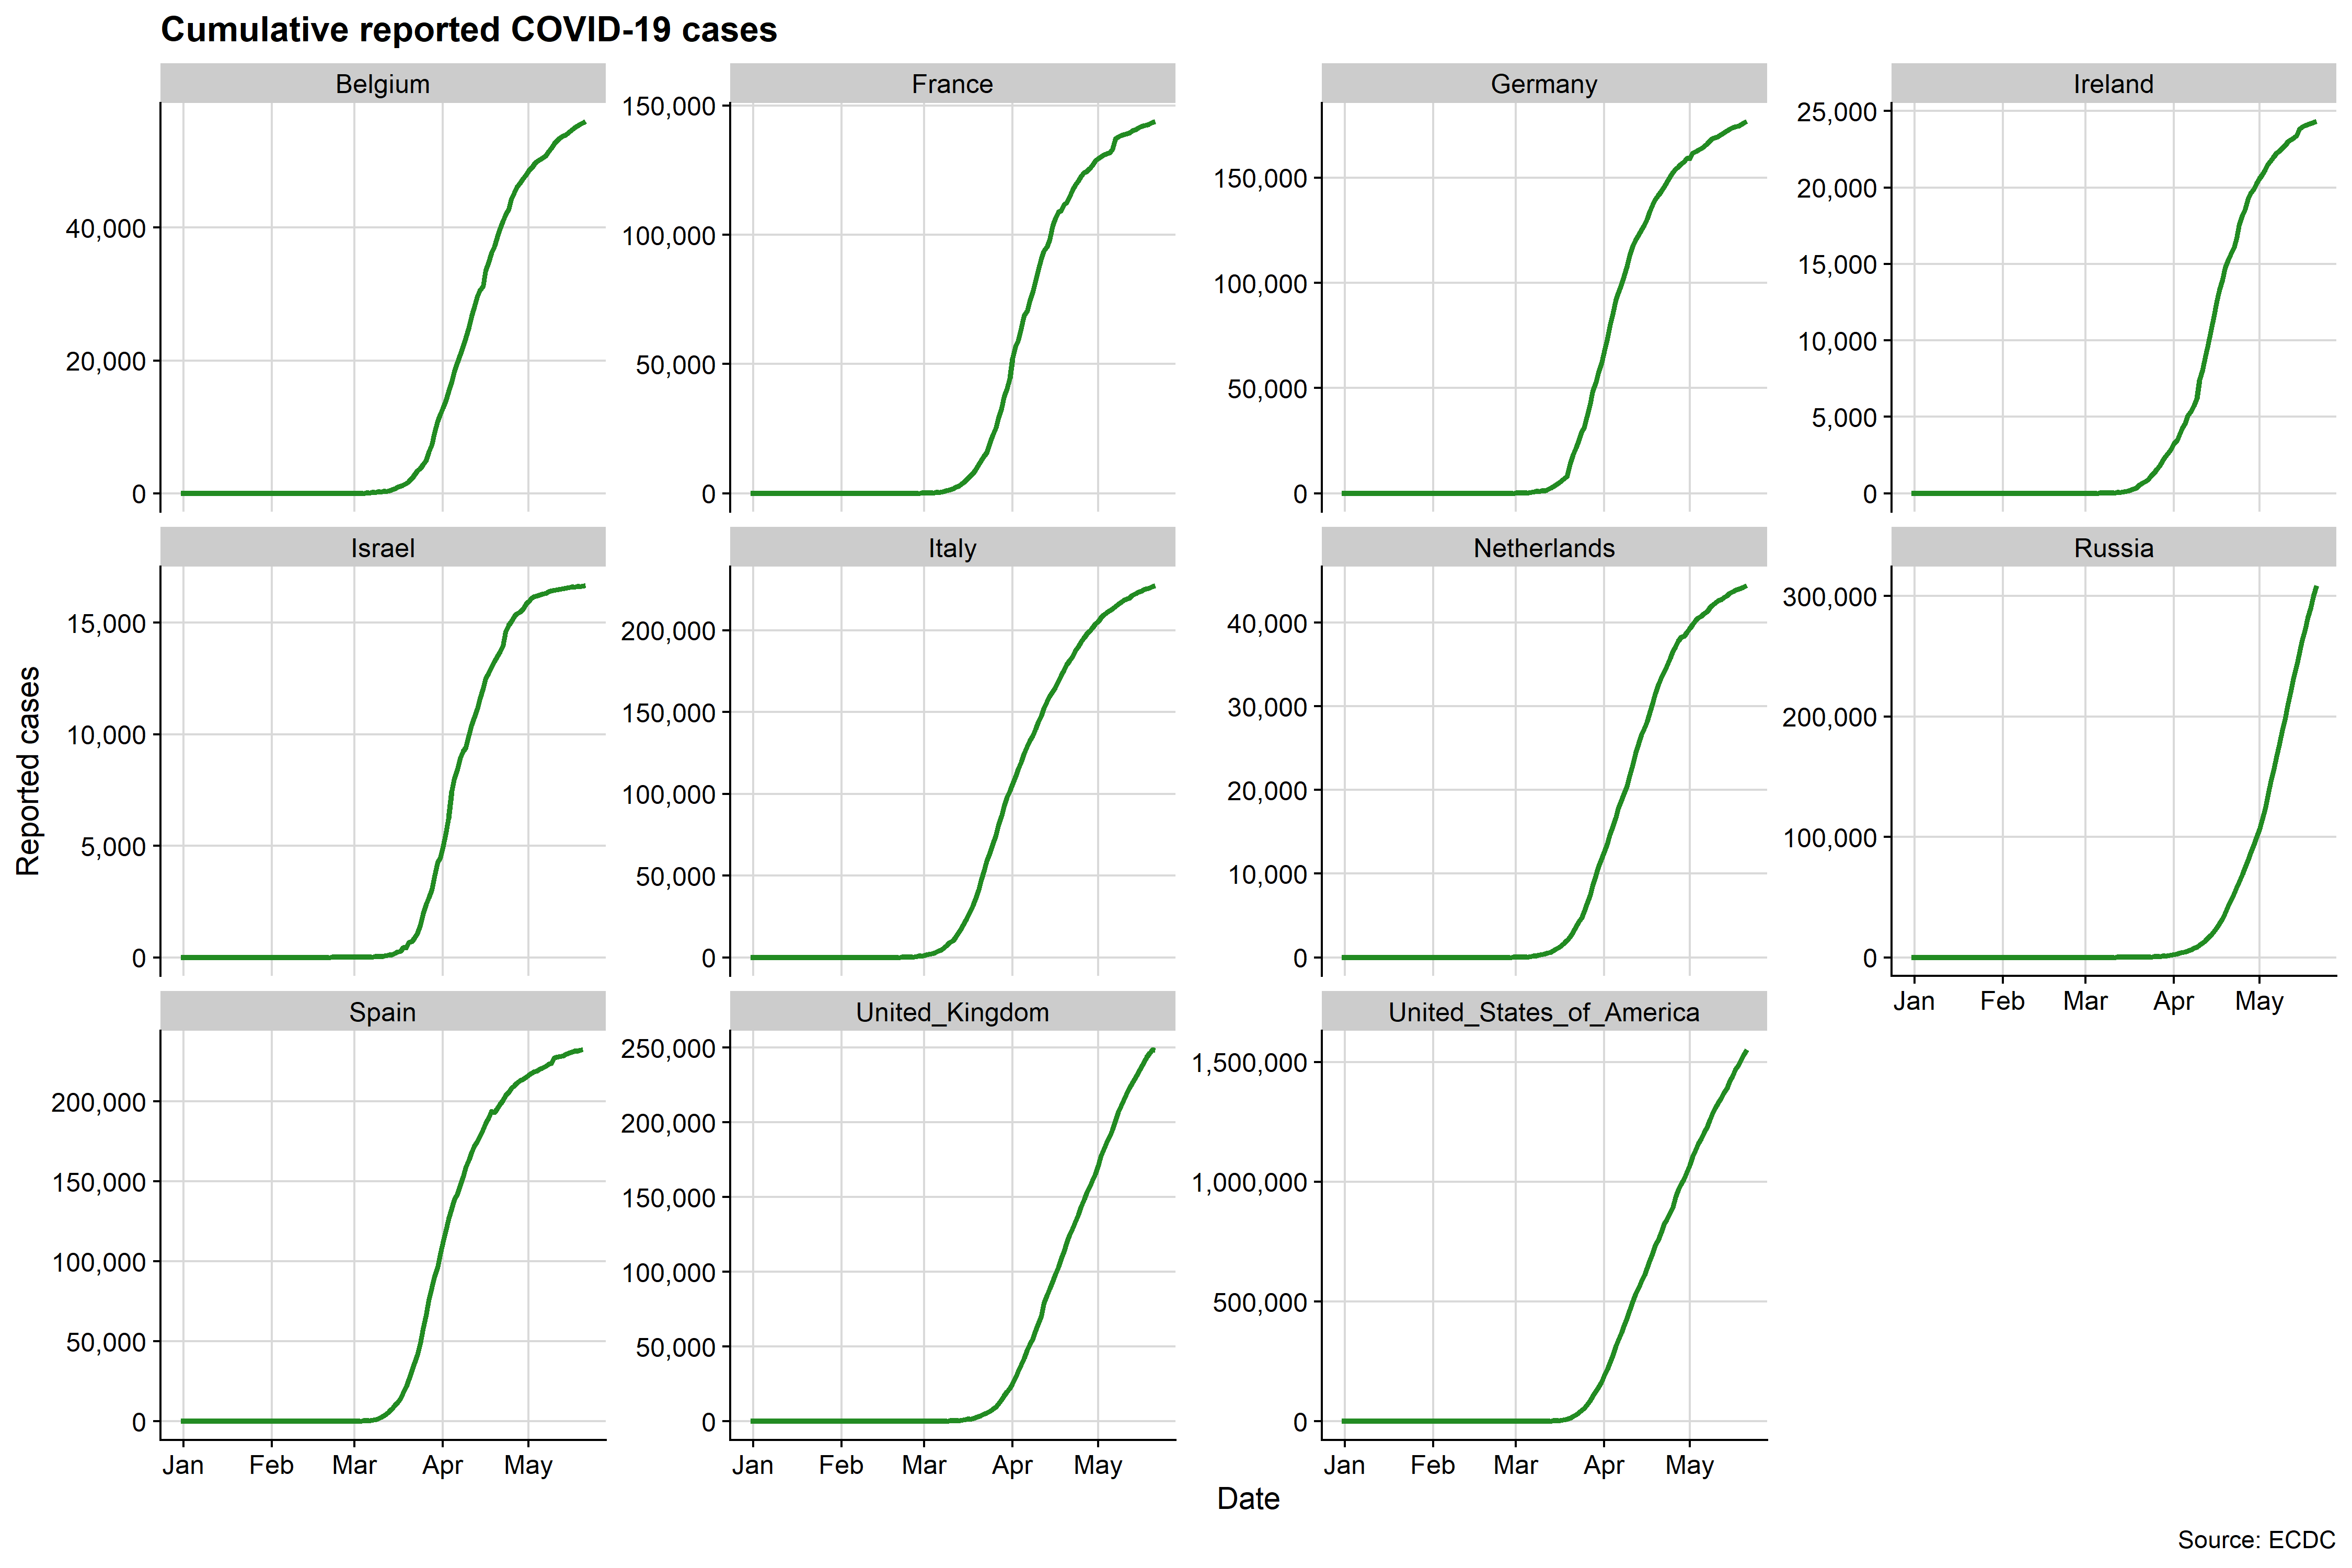 Cumulative reported COVID-19 cases
Belgium
France
Germany
Ireland
40,000
20,000
0
150,000
100,000
50,000
0
150,000
100,000
50,000
0
25,000
20,000
15,000
10,000
5,000
0
Israel
Italy
Netherlands
Russia
Reported cases
15,000
10,000
5,000
0
200,000
150,000
100,000
50,000
0
40,000
30,000
20,000
10,000
0
300,000
200,000
100,000
0
Jan Feb Mar Apr May
Spain
United_Kingdom
United_States_of_America
200,000
150,000
100,000
50,000
0
250,000
200,000
150,000
100,000
50,000
0
1,500,000
1,000,000
500,000
0
Jan Feb Mar Apr May
Jan Feb Mar Apr May
Jan Feb Mar Apr May
Date
Source: ECDC